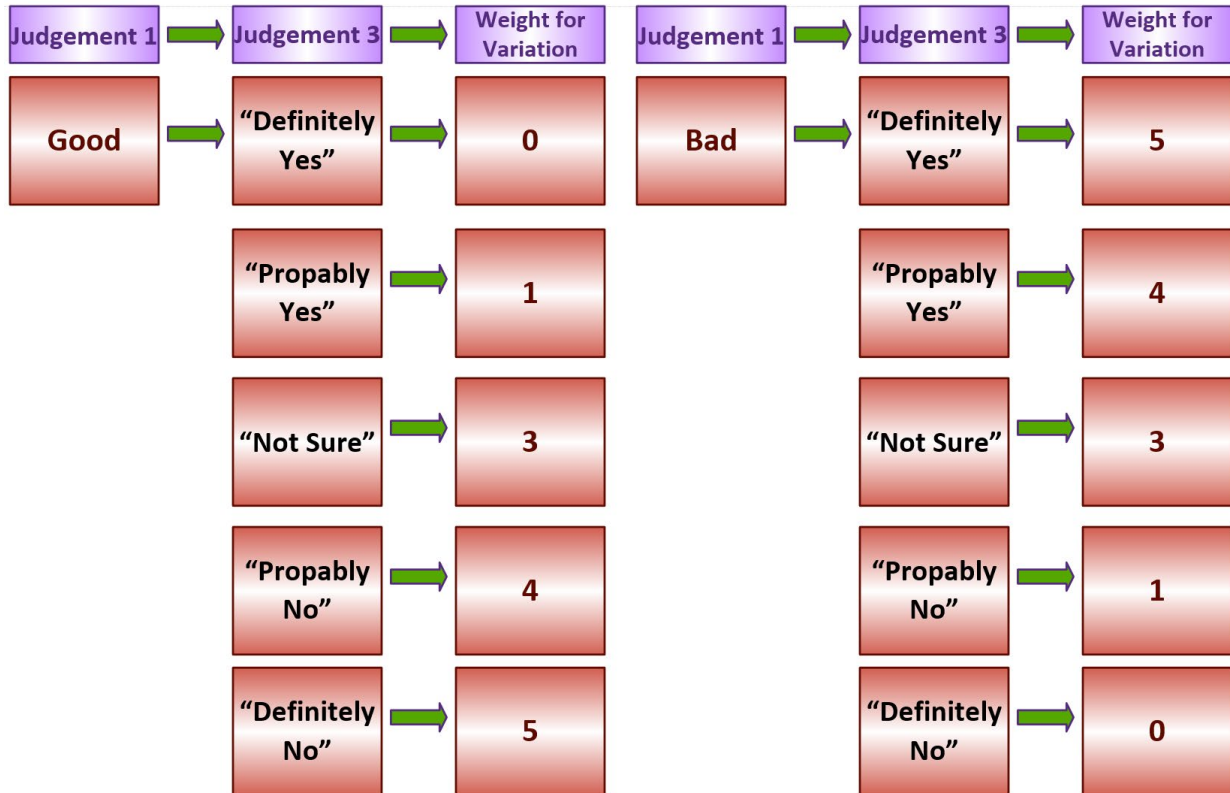 Judgement 1
Judgement 3
Weight for
Variation
Judgement 1
Judgement 3
Weight for
Variation
Good
“Definitely
Yes”
0
Bad
“Definitely
Yes”
5
“Propably
Yes”
1
“Propably
Yes”
4
“Not Sure”
3
“Not Sure”
3
“Propably
No”
4
“Propably
No”
1
“Definitely
No”
5
“Definitely
No”
0